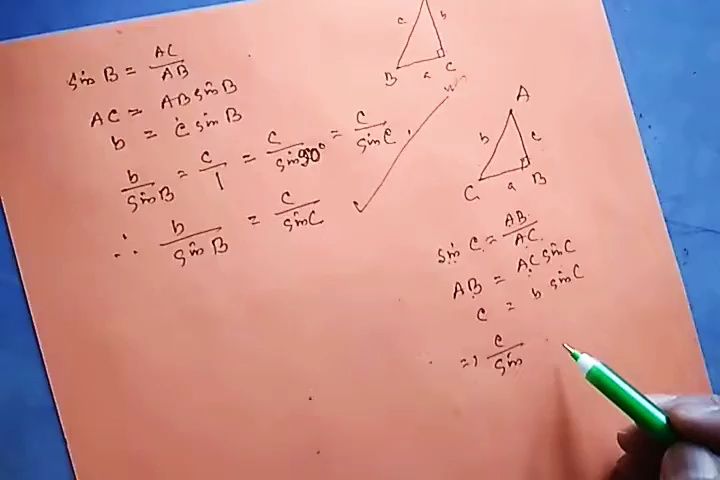 sin B = AC/AB
AC = AB sin B
b = c sin B
b/sin B = c/1 = c/sin 90° = c/sin C.
∴ b/sin B = c/sin C
c b
B a C
A
b c
C a B
sin C = AB/AC
AB = AC sin C
c = b sin C
=) c/sin